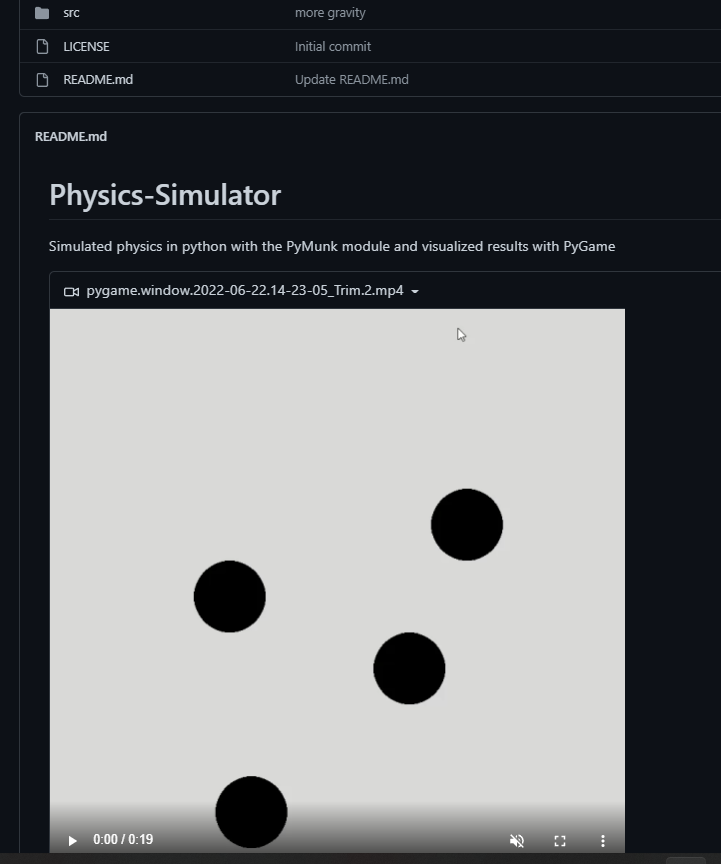 src more gravity
LICENSE Initial commit
README.md Update README.md
README.md
Physics-Simulator
Simulated physics in python with the PyMunk module and visualized results with PyGame
pygame.window.2022-06-22.14-23-05_Trim.2.mp4
0:00 / 0:19